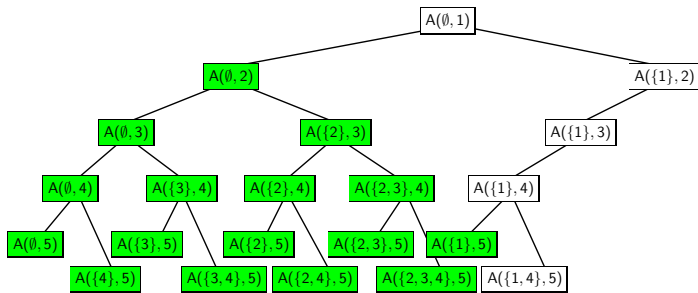 A(∅, 1)
A(∅, 2)
A({1}, 2)
A(∅, 3)
A({2}, 3)
A({1}, 3)
A(∅, 4)
A({3}, 4)
A({2}, 4)
A({2, 3}, 4)
A({1}, 4)
A(∅, 5)
A({3}, 5)
A({2}, 5)
A({2, 3}, 5)
A({1}, 5)
A({4}, 5)
A({3, 4}, 5)
A({2, 4}, 5)
A({2, 3, 4}, 5)
A({1, 4}, 5)